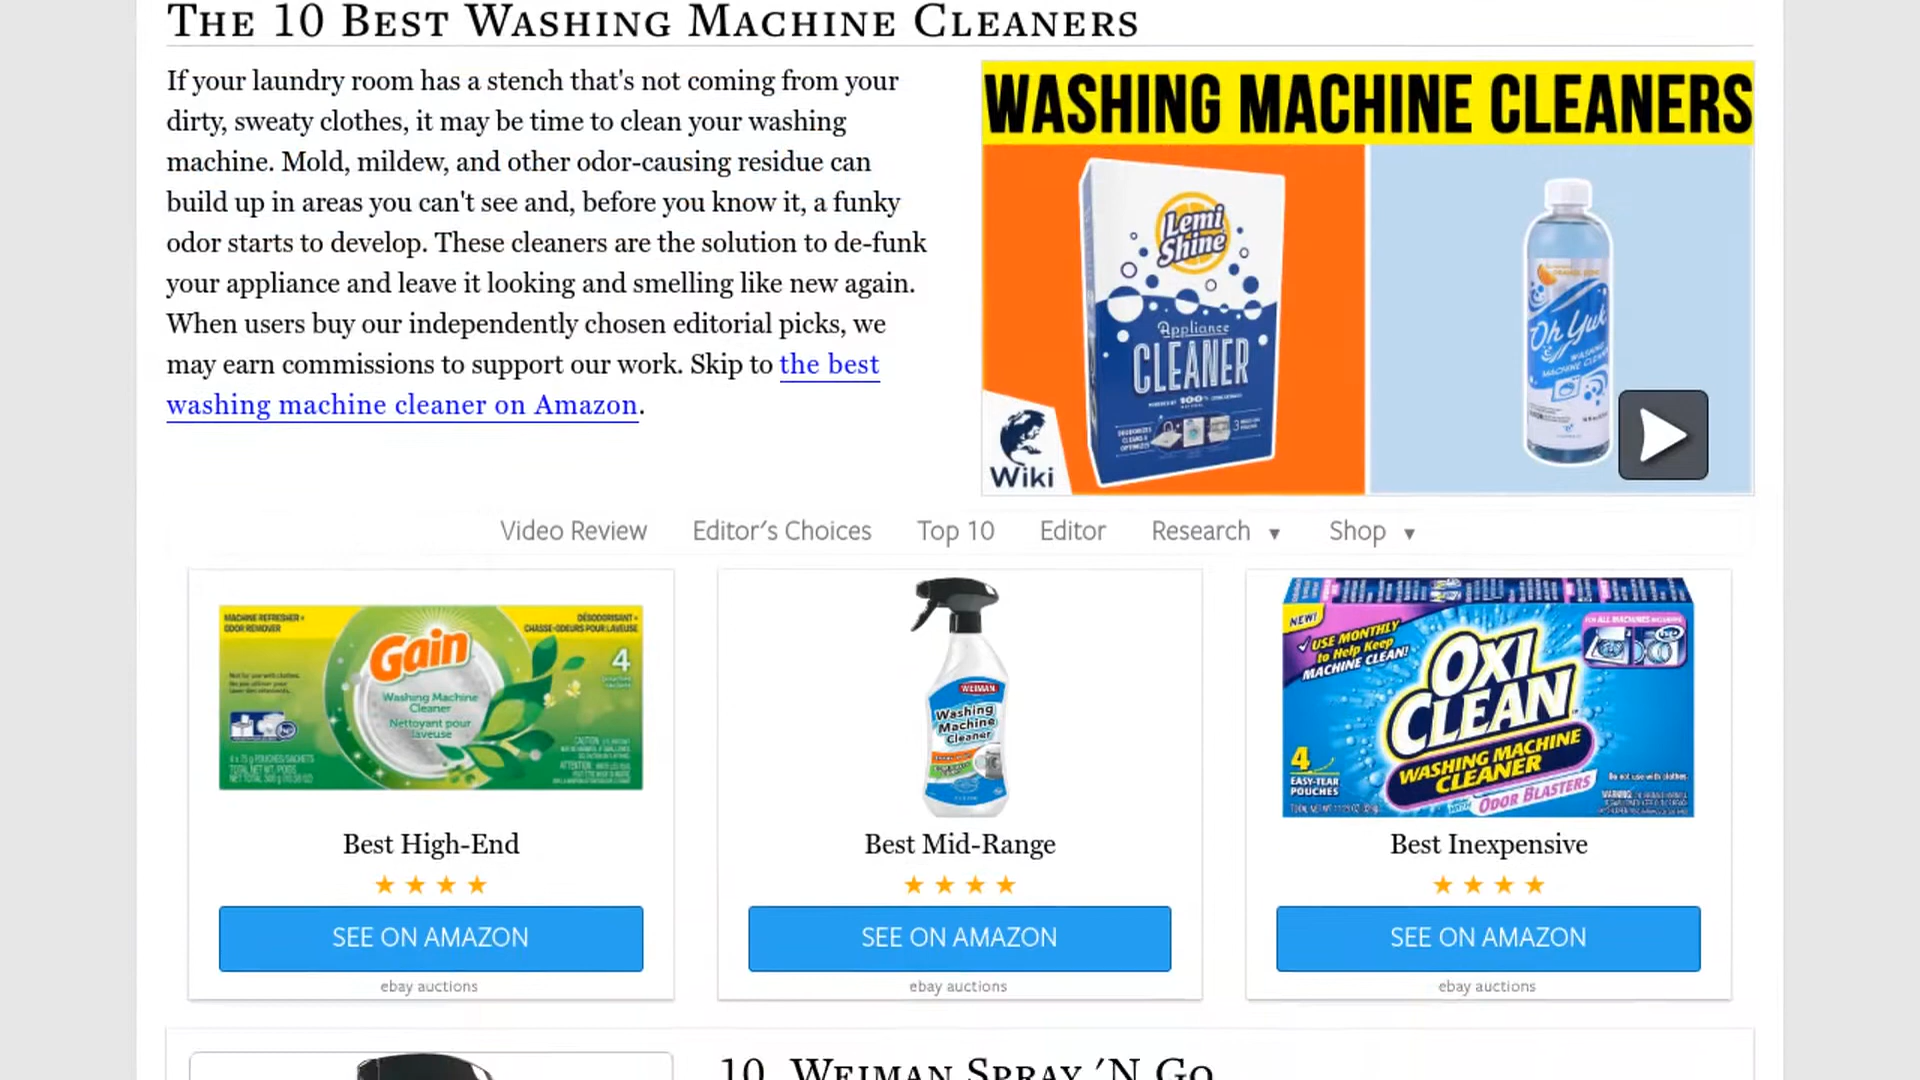 THE 10 BEST WASHING MACHINE CLEANERS
If your laundry room has a stench that's not coming from your
dirty, sweaty clothes, it may be time to clean your washing
machine. Mold, mildew, and other odor-causing residue can
build up in areas you can't see and, before you know it, a funky
odor starts to develop. These cleaners are the solution to de-funk
your appliance and leave it looking and smelling like new again.
When users buy our independently chosen editorial picks, we
may earn commissions to support our work. Skip to the best
washing machine cleaner on Amazon.
WASHING MACHINE CLEANERS
Lemi
Shine
Appliance
CLEANER
100%
Wiki
Oh Yuk
WASHING
MACHINE CLEANER
Video Review Editor's Choices Top 10 Editor Research ▼ Shop ▼
MACHINE REFRESHER +
ODOR REMOVER
DÉSODORISANT +
CHASSE-ODEURS POUR LAVEUSE
Gain
Washing Machine
Cleaner
Nettoyant pour
laveuse
4
WEIMAN
Washing
Machine
Cleaner
NEW!
✓ USE MONTHLY
to Help Keep
MACHINE CLEAN!
FOR ALL MACHINES INCLUDING
OXI
CLEAN
WASHING MACHINE
CLEANER
WITH ODOR BLASTERS
4
EASY-TEAR
POUCHES
Do not use with clothes.
Best High-End
★ ★ ★ ★
SEE ON AMAZON
ebay auctions
Best Mid-Range
★ ★ ★ ★
SEE ON AMAZON
ebay auctions
Best Inexpensive
★ ★ ★ ★
SEE ON AMAZON
ebay auctions
10. WEIMAN SPRAY 'N GO